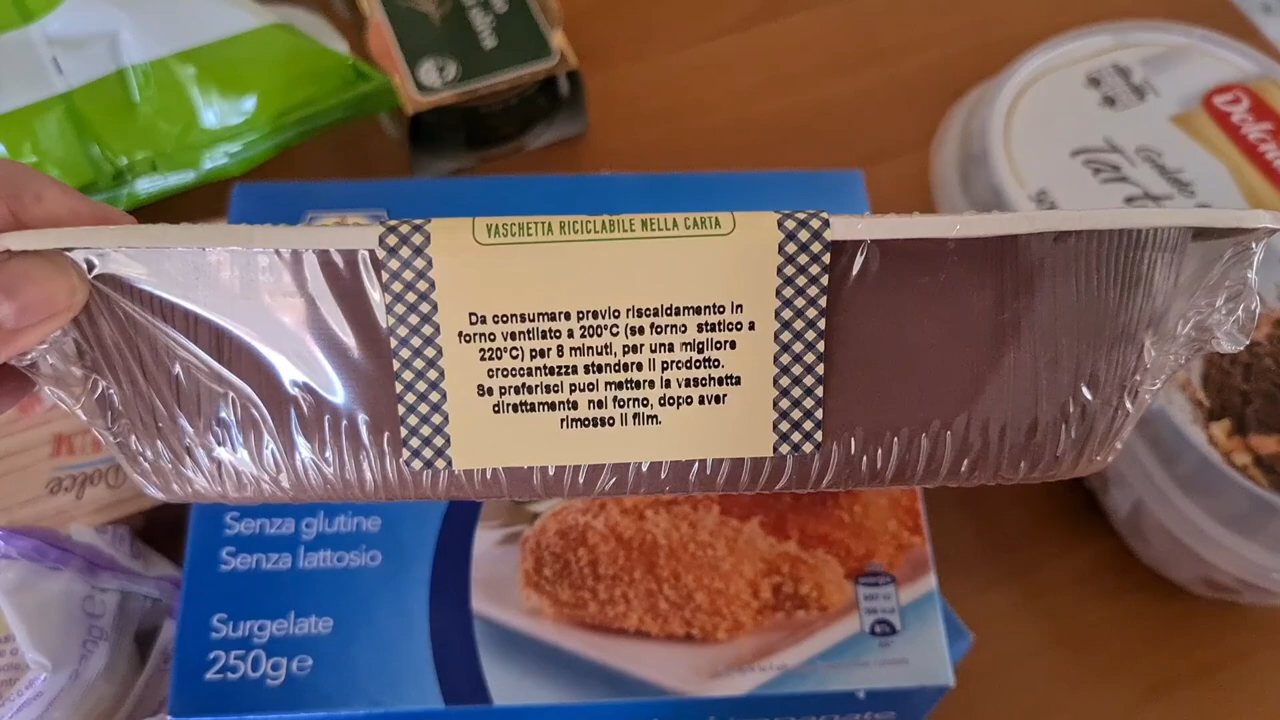 VASCHETTA RICICLABILE NELLA CARTA
Da consumare previo riscaldamento in
forno ventilato a 200°C (se forno statico a
220°C) per 8 minuti, per una migliore
croccantezza stendere il prodotto.
Se preferisci puoi mettere la vaschetta
direttamente nel forno, dopo aver
rimosso il film.
Gelato
Tart
Dolce
Senza glutine
Senza lattosio
Surgelate
250g e